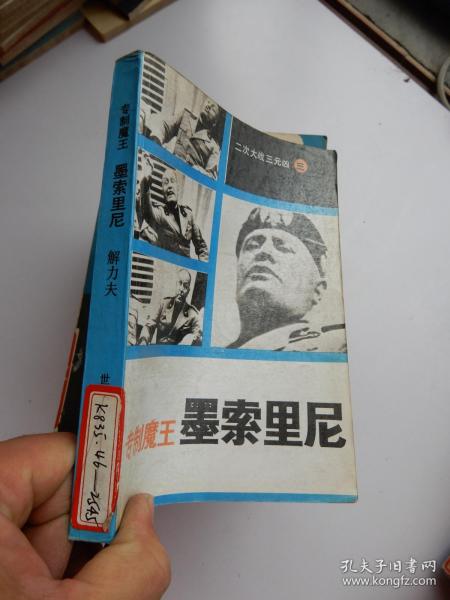 专制魔王 墨索里尼 解力夫 世
K835·46—2545
二次大战三元凶 三
专制魔王 墨索里尼
孔夫子旧书网
www.kongfz.com